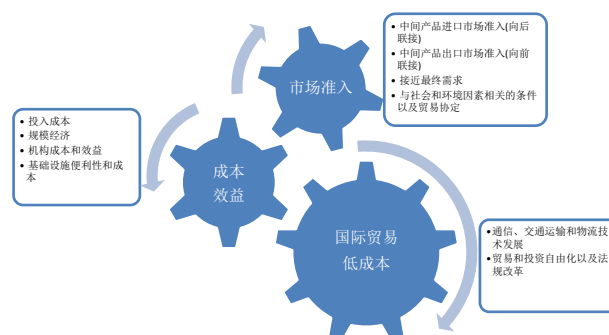 市场准入
• 中间产品进口市场准入(向后
联接)
• 中间产品出口市场准入(向前
联接)
• 接近最终需求
• 与社会和环境因素相关的条件
以及贸易协定
• 投入成本
• 规模经济
• 机构成本和效益
• 基础设施便利性和成
本
成本
效益
国际贸易
低成本
•通信、交通运输和物流技
术发展
•贸易和投资自由化以及法
规改革